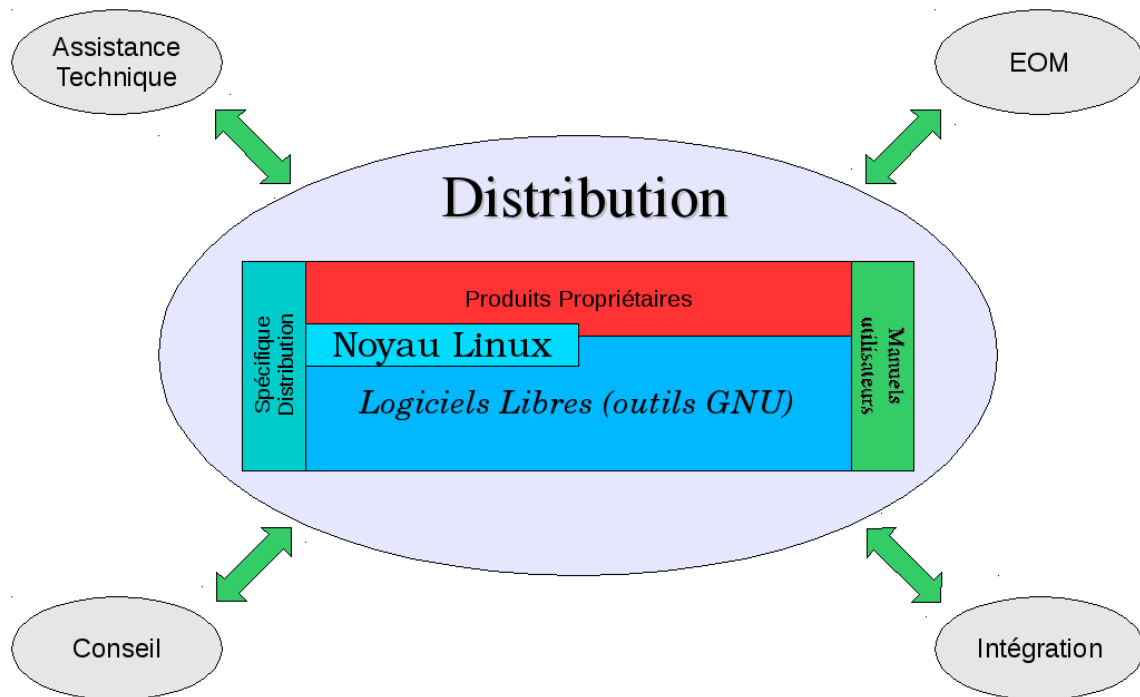 Assistance
Technique
EOM
Distribution
Produits Propriétaires
Noyau Linux
Logiciels Libres (outils GNU)
Spécifique
Distribution
Manuels
utilisateurs
Conseil
Intégration